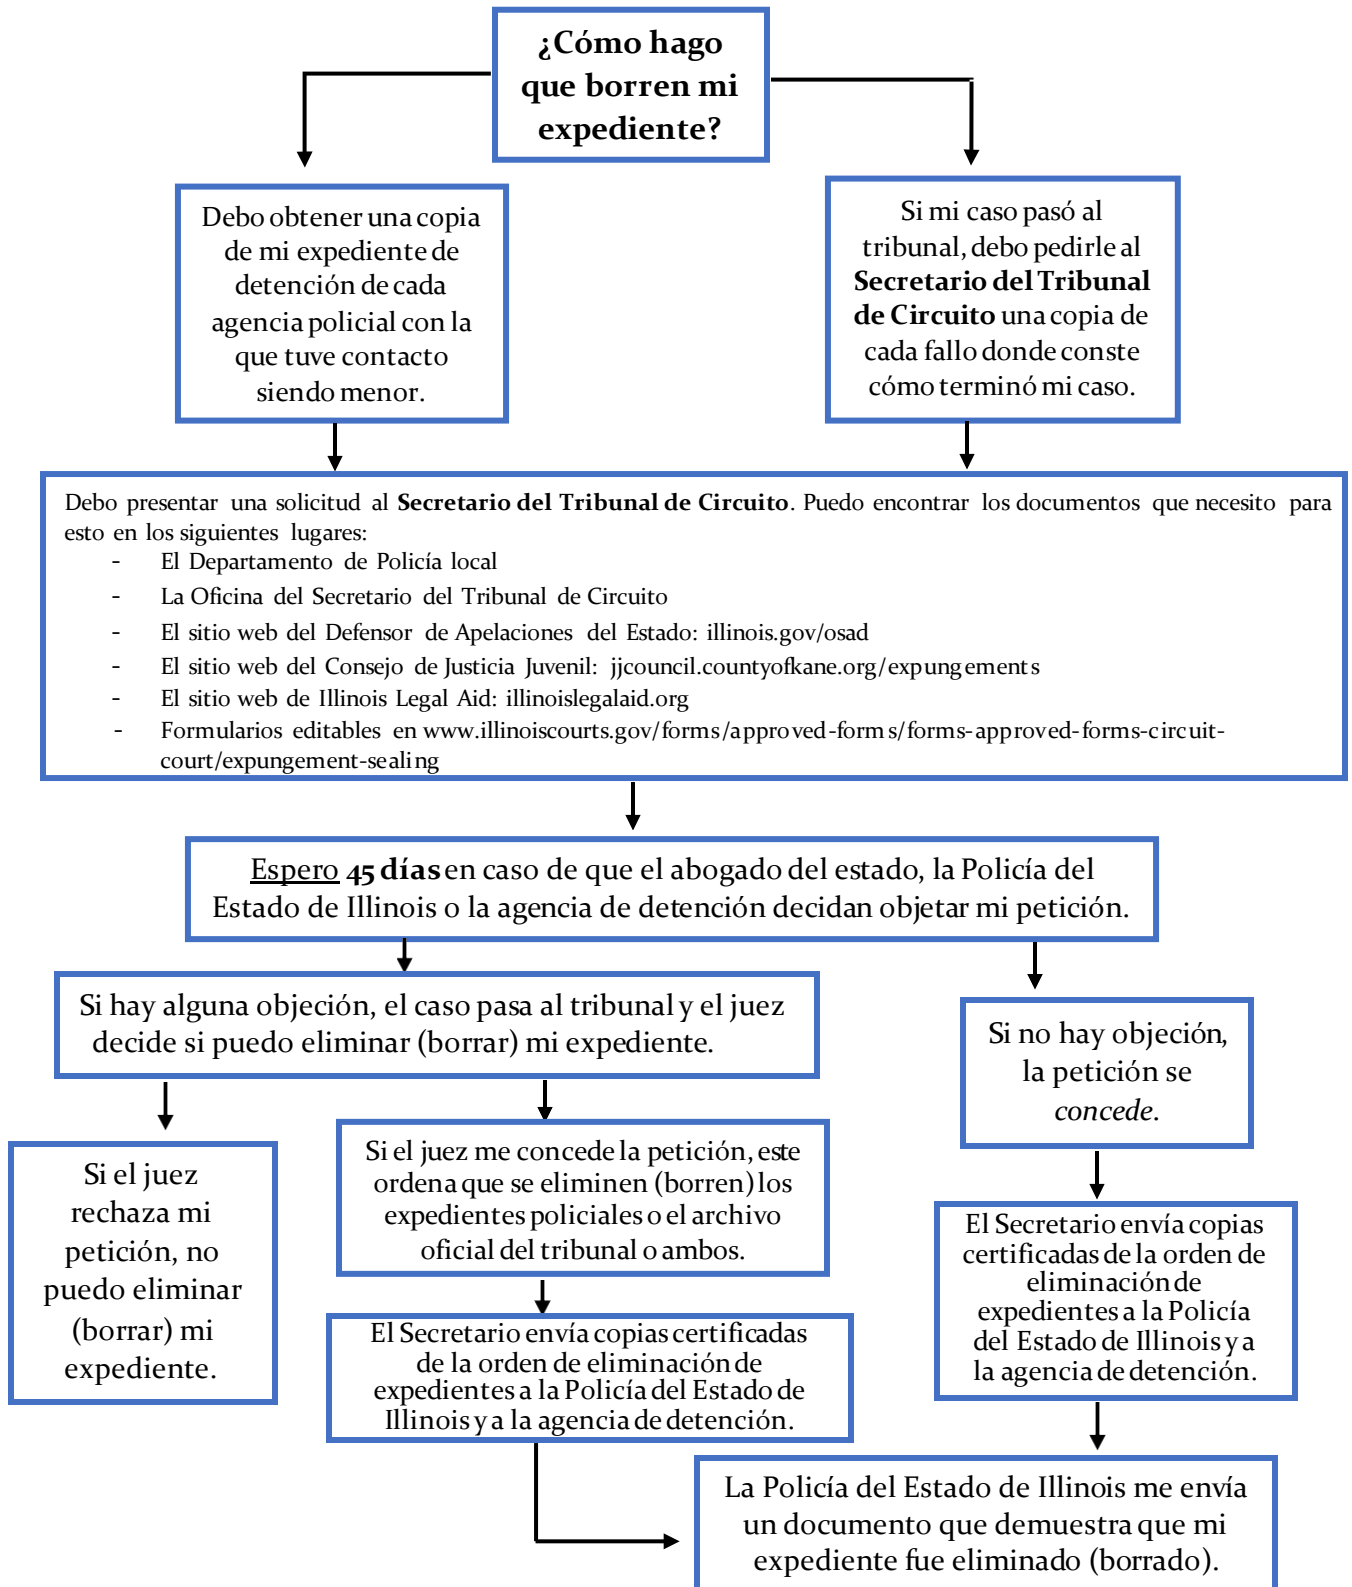 ¿Cómo hago
que borren mi
expediente?
Debo obtener una copia
de mi expediente de
detención de cada
agencia policial con la
que tuve contacto
siendo menor.
Si mi caso pasó al
tribunal, debo pedirle al
Secretario del Tribunal
de Circuito una copia de
cada fallo donde conste
cómo terminó mi caso.
Debo presentar una solicitud al Secretario del Tribunal de Circuito. Puedo encontrar los documentos que necesito para
esto en los siguientes lugares:
- El Departamento de Policía local
- La Oficina del Secretario del Tribunal de Circuito
- El sitio web del Defensor de Apelaciones del Estado: illinois.gov/osad
- El sitio web del Consejo de Justicia Juvenil: jjcouncil.countyofkane.org/expungements
- El sitio web de Illinois Legal Aid: illinoislegalaid.org
- Formularios editables en www.illinoiscourts.gov/forms/approved-forms/forms-approved-forms-circuit-
court/expungement-sealing
Espero 45 días en caso de que el abogado del estado, la Policía del
Estado de Illinois o la agencia de detención decidan objetar mi petición.
Si hay alguna objeción, el caso pasa al tribunal y el juez
decide si puedo eliminar (borrar) mi expediente.
Si no hay objeción,
la petición se
concede.
Si el juez
rechaza mi
petición, no
puedo eliminar
(borrar) mi
expediente.
Si el juez me concede la petición, este
ordena que se eliminen (borren) los
expedientes policiales o el archivo
oficial del tribunal o ambos.
El Secretario envía copias
certificadas de la orden de
eliminación de
expedientes a la Policía
del Estado de Illinois y a
la agencia de detención.
El Secretario envía copias certificadas
de la orden de eliminación de
expedientes a la Policía del Estado de
Illinois y a la agencia de detención.
La Policía del Estado de Illinois me envía
un documento que demuestra que mi
expediente fue eliminado (borrado).